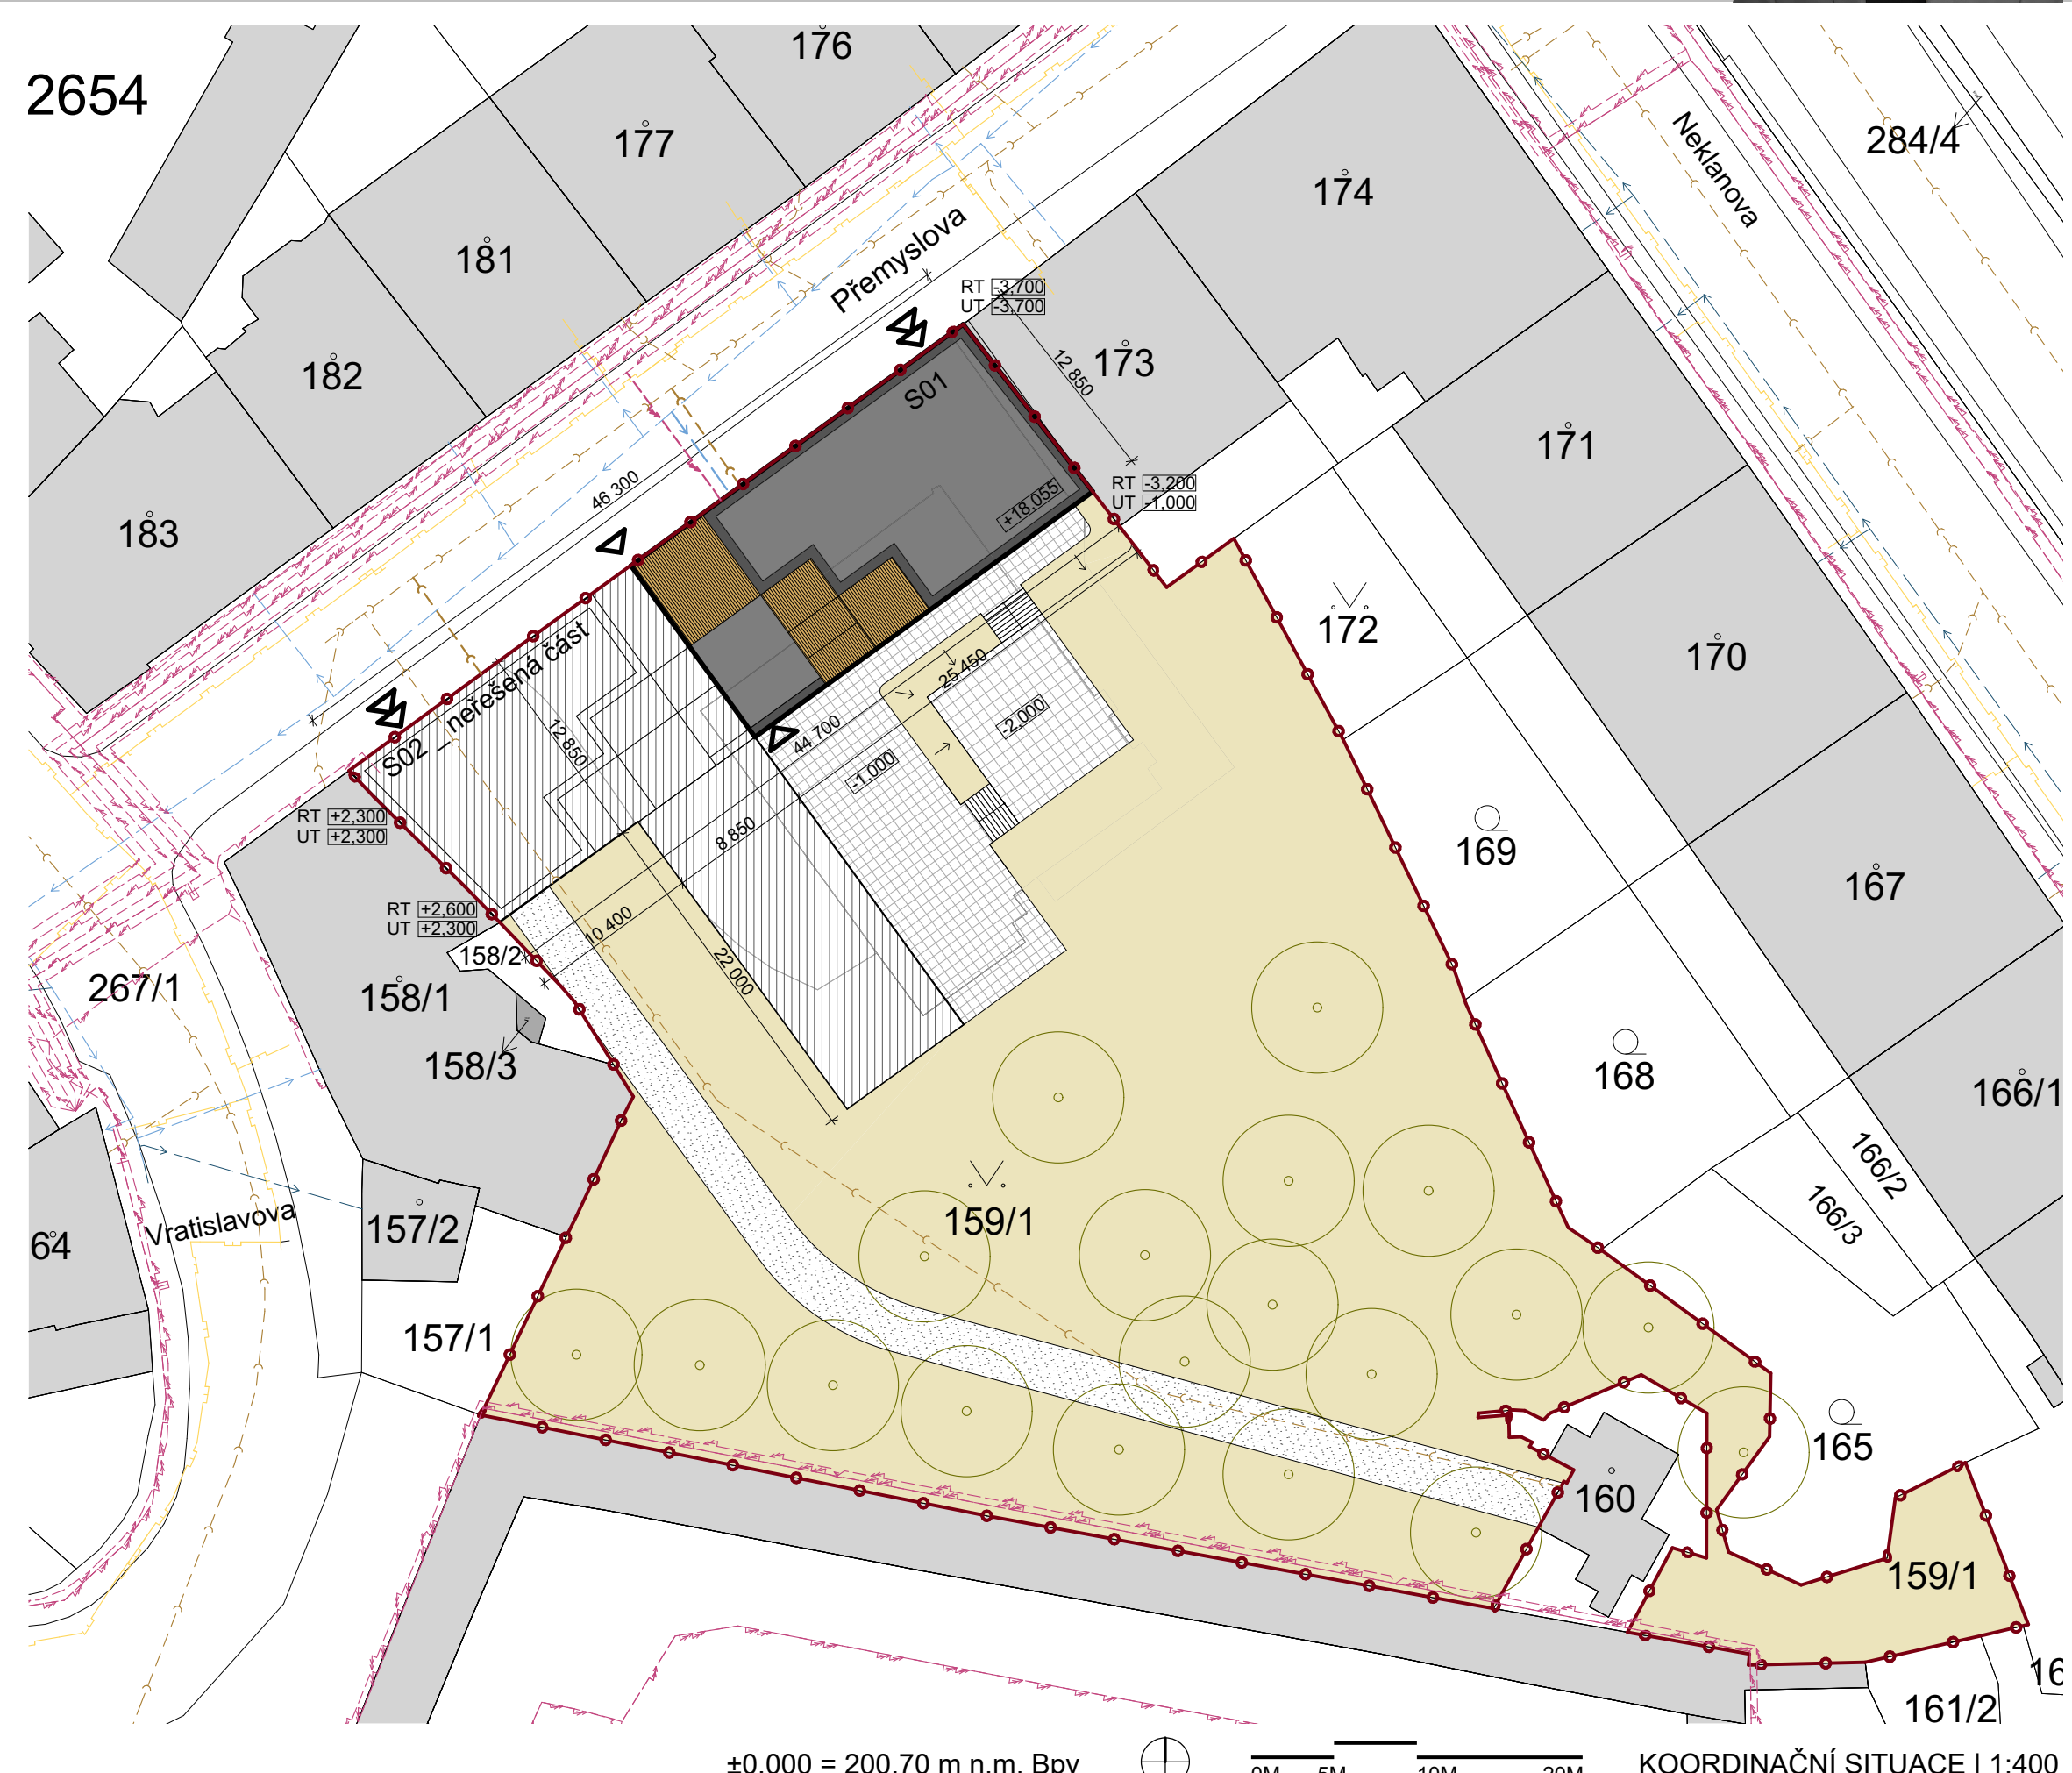 2654
176
177
284/4
Neklanova
174
Přemyslova
181
RT -3,700
UT -3,700
173
12 850
182
S01
171
46 300
RT -3,200
UT -1,000
+18,055
183
172
170
S02 _ neřešená část
25 450
-2,000
44 700
12 850
-1,000
RT +2,300
UT +2,300
8 850
169
167
RT +2,600
UT +2,300
10 400
158/2
22 000
267/1
158/1
158/3
168
166/1
166/2
166/3
Vratislavova
157/2
159/1
64
157/1
165
160
159/1
16
161/2
±0,000 = 200,70 m n.m. Bpv
0M 5M 10M 20M
KOORDINAČNÍ SITUACE | 1:400